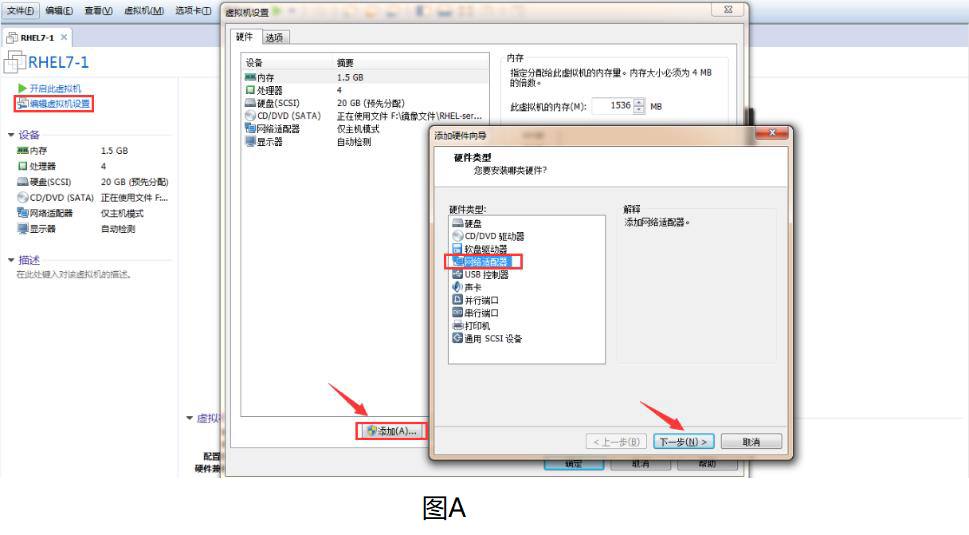 文件(F) 编辑(E) 查看(V) 虚拟机(M) 选项卡(T)
RHEL7-1
RHEL7-1
开启此虚拟机
编辑虚拟机设置
设备
内存 1.5 GB
处理器 4
硬盘(SCSI) 20 GB (预先分配)
CD/DVD (SATA) 正在使用文件 F:...
网络适配器 仅主机模式
显示器 自动检测
描述
在此处键入对该虚拟机的描述。
虚拟
配置
硬件兼
虚拟机设置
硬件 选项
设备 摘要
内存 1.5 GB
处理器 4
硬盘(SCSI) 20 GB (预先分配)
CD/DVD (SATA) 正在使用文件 F:\镜像文件\RHEL-ser...
网络适配器 仅主机模式
显示器 自动检测
添加(A)...
内存
指定分配给此虚拟机的内存量。内存大小必须为 4 MB
的倍数。
此虚拟机的内存(M): 1536 MB
添加硬件向导
硬件类型
您要安装哪类硬件?
硬件类型:
硬盘
CD/DVD 驱动器
软盘驱动器
网络适配器
USB 控制器
声卡
并行端口
串行端口
打印机
通用 SCSI 设备
解释
添加网络适配器。
< 上一步(B) 下一步(N) > 取消
确定 取消 帮助
图A